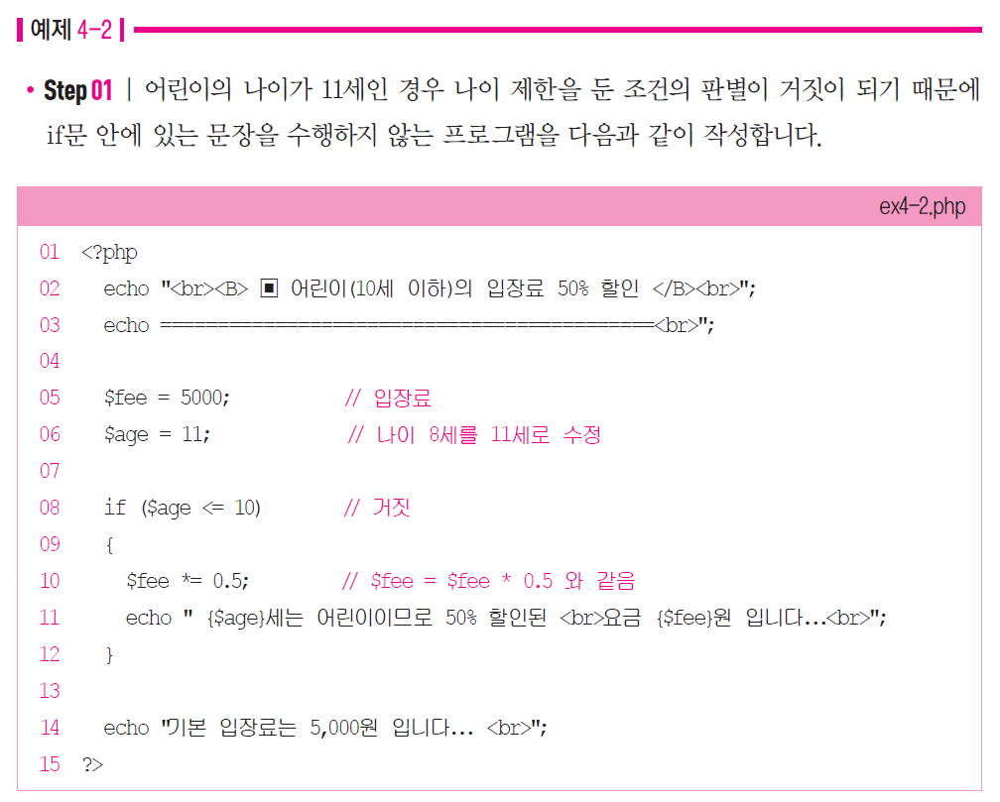 예제 4-2
• Step 01 | 어린이의 나이가 11세인 경우 나이 제한을 둔 조건의 판별이 거짓이 되기 때문에
if문 안에 있는 문장을 수행하지 않는 프로그램을 다음과 같이 작성합니다.
ex4-2.php
01 <?php
02 echo "<br><B> ▣ 어린이(10세 이하)의 입장료 50% 할인 </B><br>";
03 echo ===========================================<br>";
04
05 $fee = 5000; // 입장료
06 $age = 11; // 나이 8세를 11세로 수정
07
08 if ($age <= 10) // 거짓
09 {
10 $fee *= 0.5; // $fee = $fee * 0.5 와 같음
11 echo " {$age}세는 어린이이므로 50% 할인된 <br>요금 {$fee}원 입니다...<br>";
12 }
13
14 echo "기본 입장료는 5,000원 입니다... <br>";
15 ?>